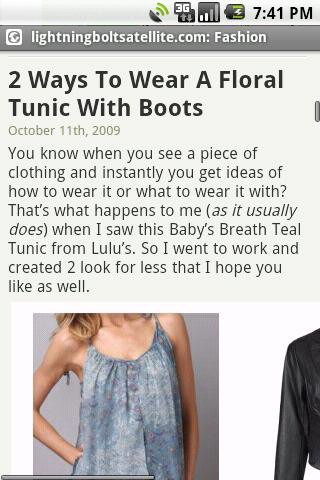 3G
7:41 PM
lightningboltsatellite.com: Fashion
2 Ways To Wear A Floral
Tunic With Boots
October 11th, 2009
You know when you see a piece of
clothing and instantly you get ideas of
how to wear it or what to wear it with?
That's what happens to me (as it usually
does) when I saw this Baby's Breath Teal
Tunic from Lulu's. So I went to work and
created 2 look for less that I hope you
like as well.